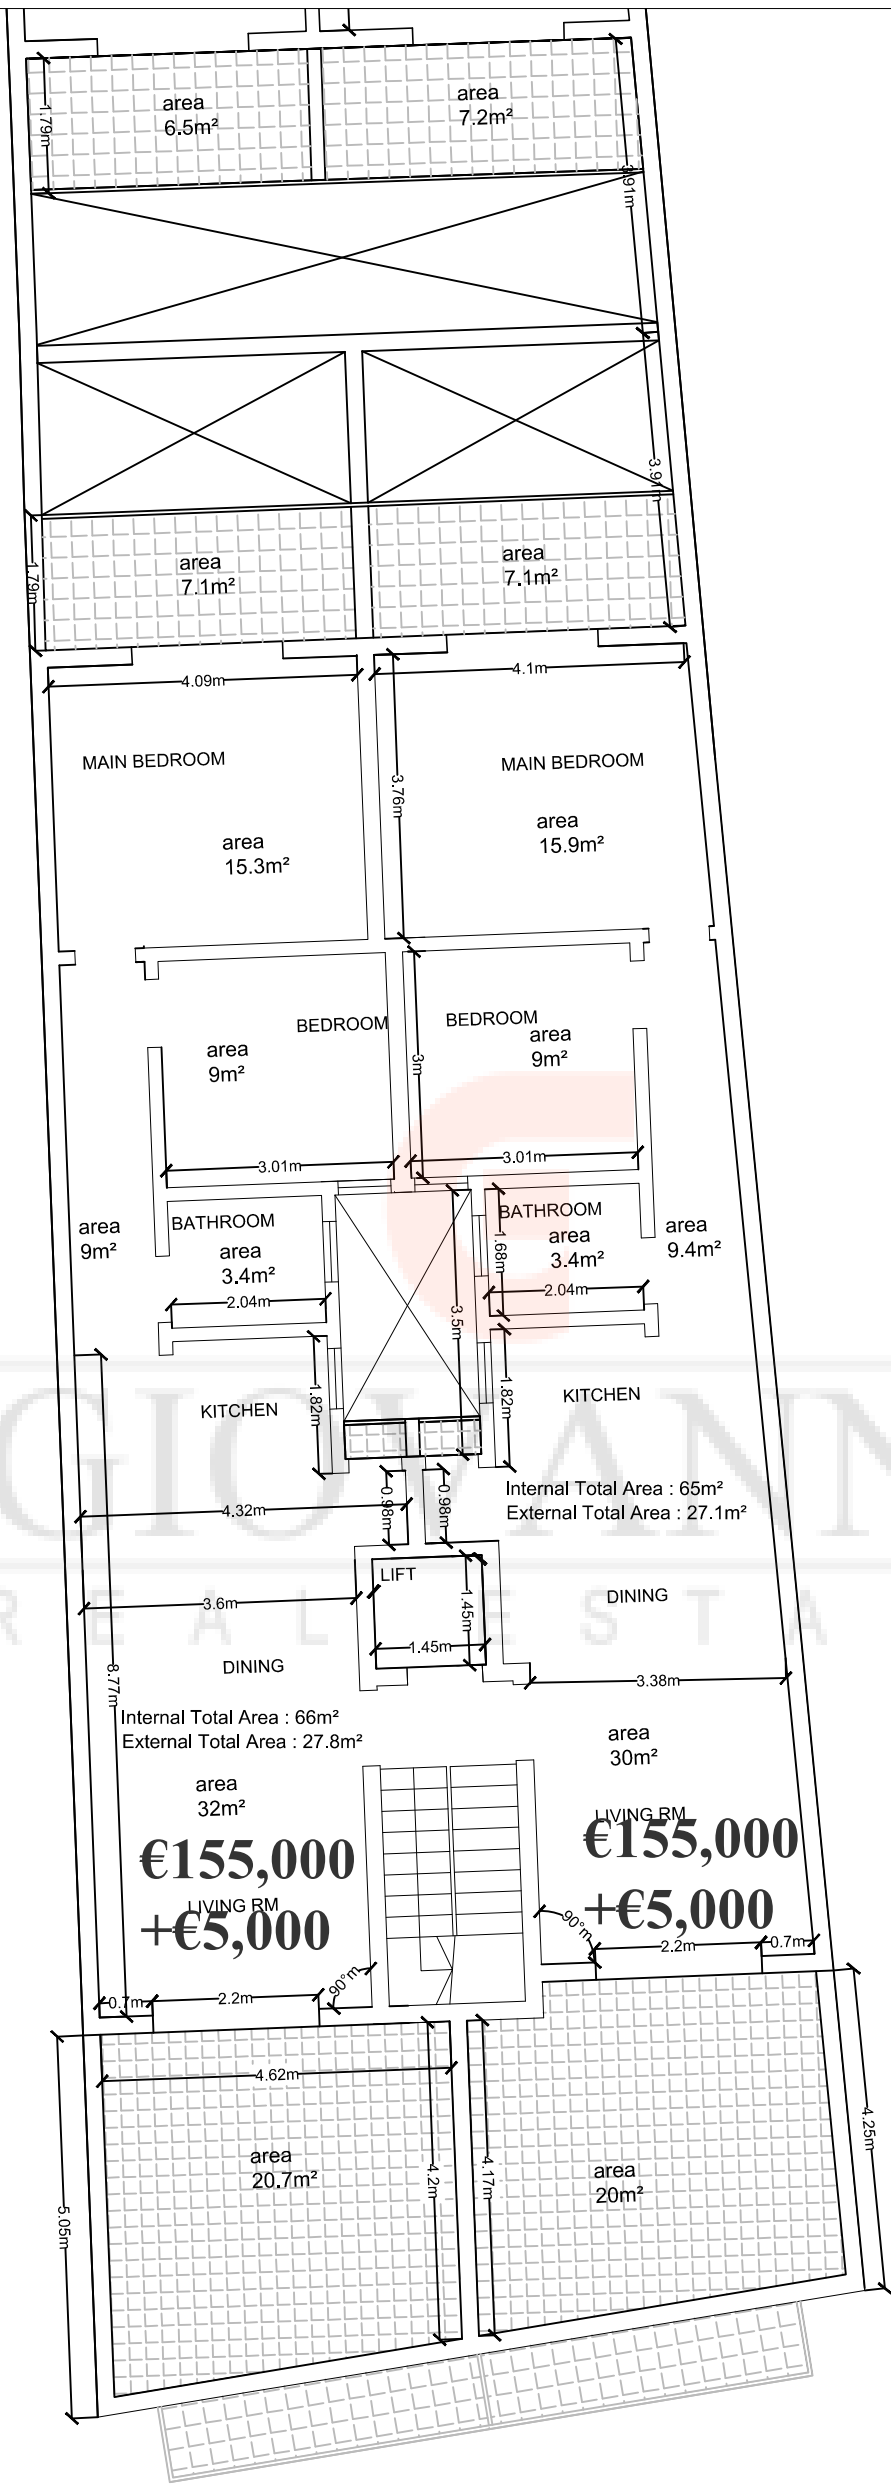 area
6.5m²
area
7.2m²
1.79m
3.91m
3.91m
area
7.1m²
area
7.1m²
1.79m
4.09m
4.1m
MAIN BEDROOM
MAIN BEDROOM
3.76m
area
15.3m²
area
15.9m²
BEDROOM
BEDROOM
area
9m²
area
9m²
3m
3.01m
3.01m
BATHROOM
BATHROOM
area
9m²
area
3.4m²
1.68m
area
3.4m²
area
9.4m²
2.04m
2.04m
3.5m
1.82m
1.82m
KITCHEN
KITCHEN
GIOVANN
Internal Total Area : 65m²
External Total Area : 27.1m²
4.32m
0.98m
0.98m
LIFT
1.45m
1.45m
REAL ESTA
3.6m
DINING
DINING
8.77m
3.38m
Internal Total Area : 66m²
External Total Area : 27.8m²
area
30m²
area
32m²
LIVING RM
€155,000
+€5,000
LIVING RM
€155,000
+€5,000
90°m
90°m
2.2m
0.7m
0.7m
2.2m
4.62m
area
20.7m²
area
20m²
4.2m
4.17m
4.25m
5.05m